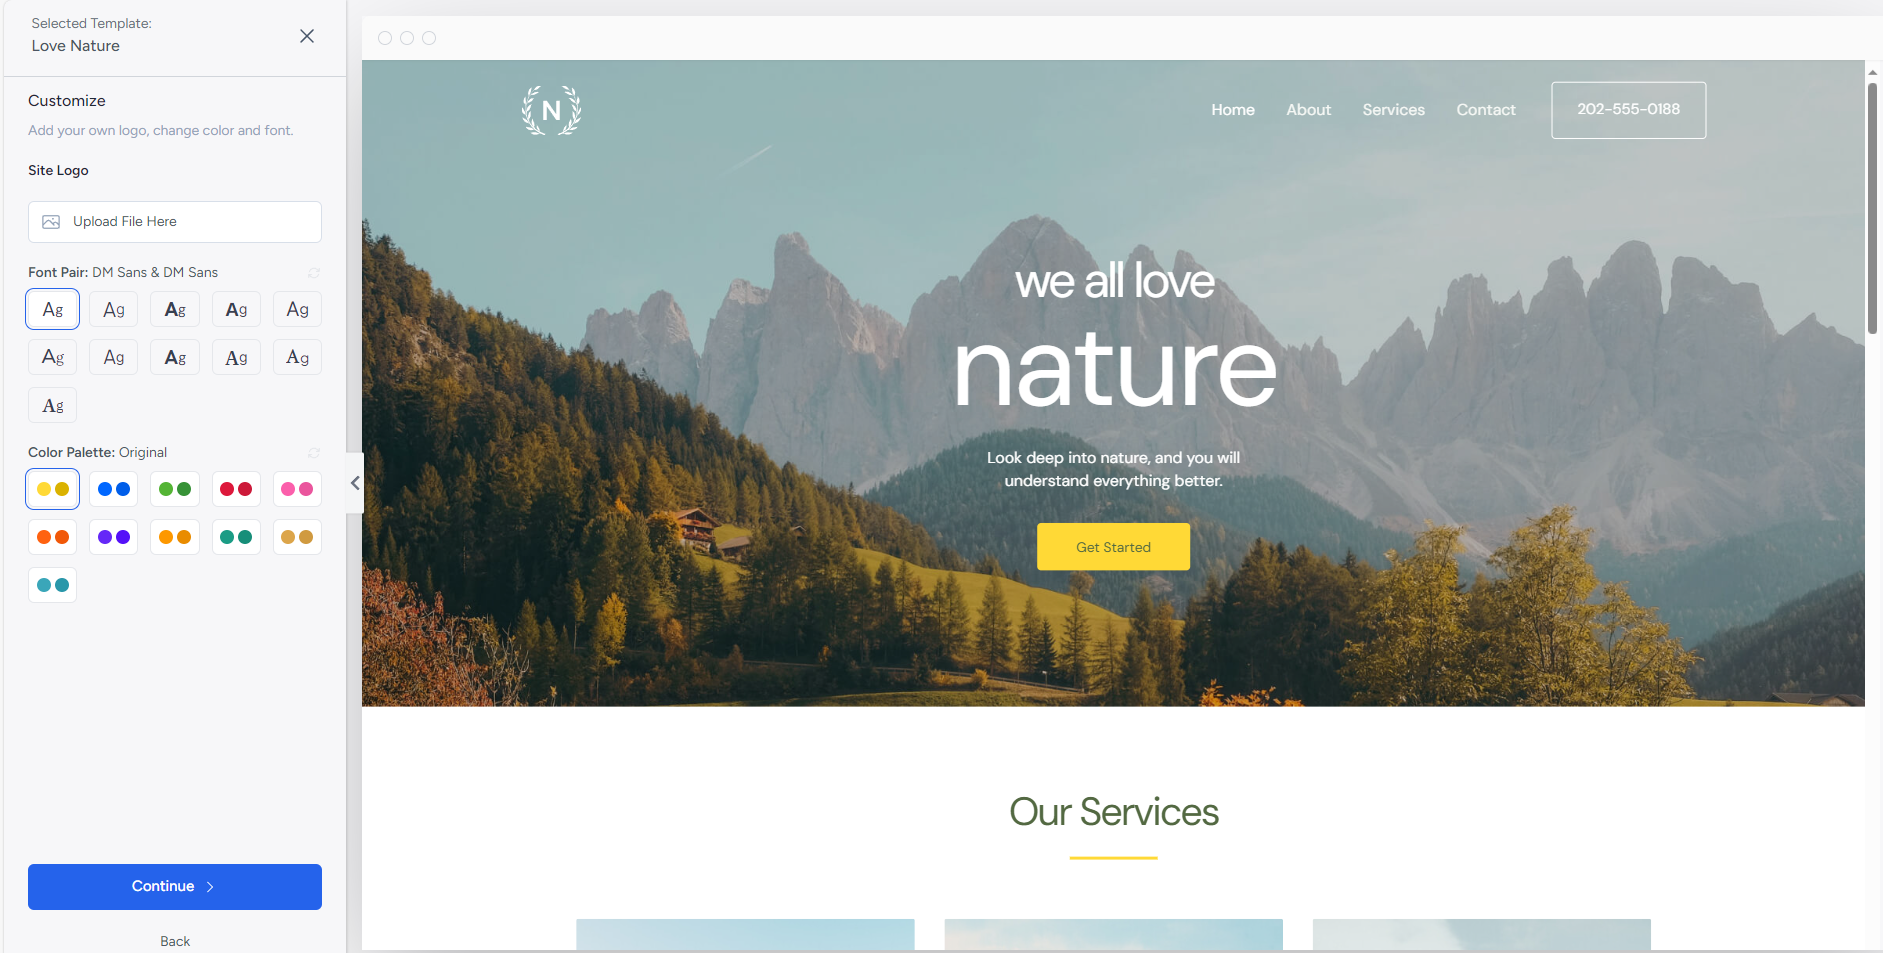 Selected Template:
Love Nature
Customize
Add your own logo, change color and font.
Site Logo
Upload File Here
Font Pair: DM Sans & DM Sans
Ag Ag Ag Ag Ag
Ag Ag Ag Ag Ag
Ag
Color Palette: Original
Continue
Back
N
Home About Services Contact 202-555-0188
we all love
nature
Look deep into nature, and you will
understand everything better.
Get Started
Our Services